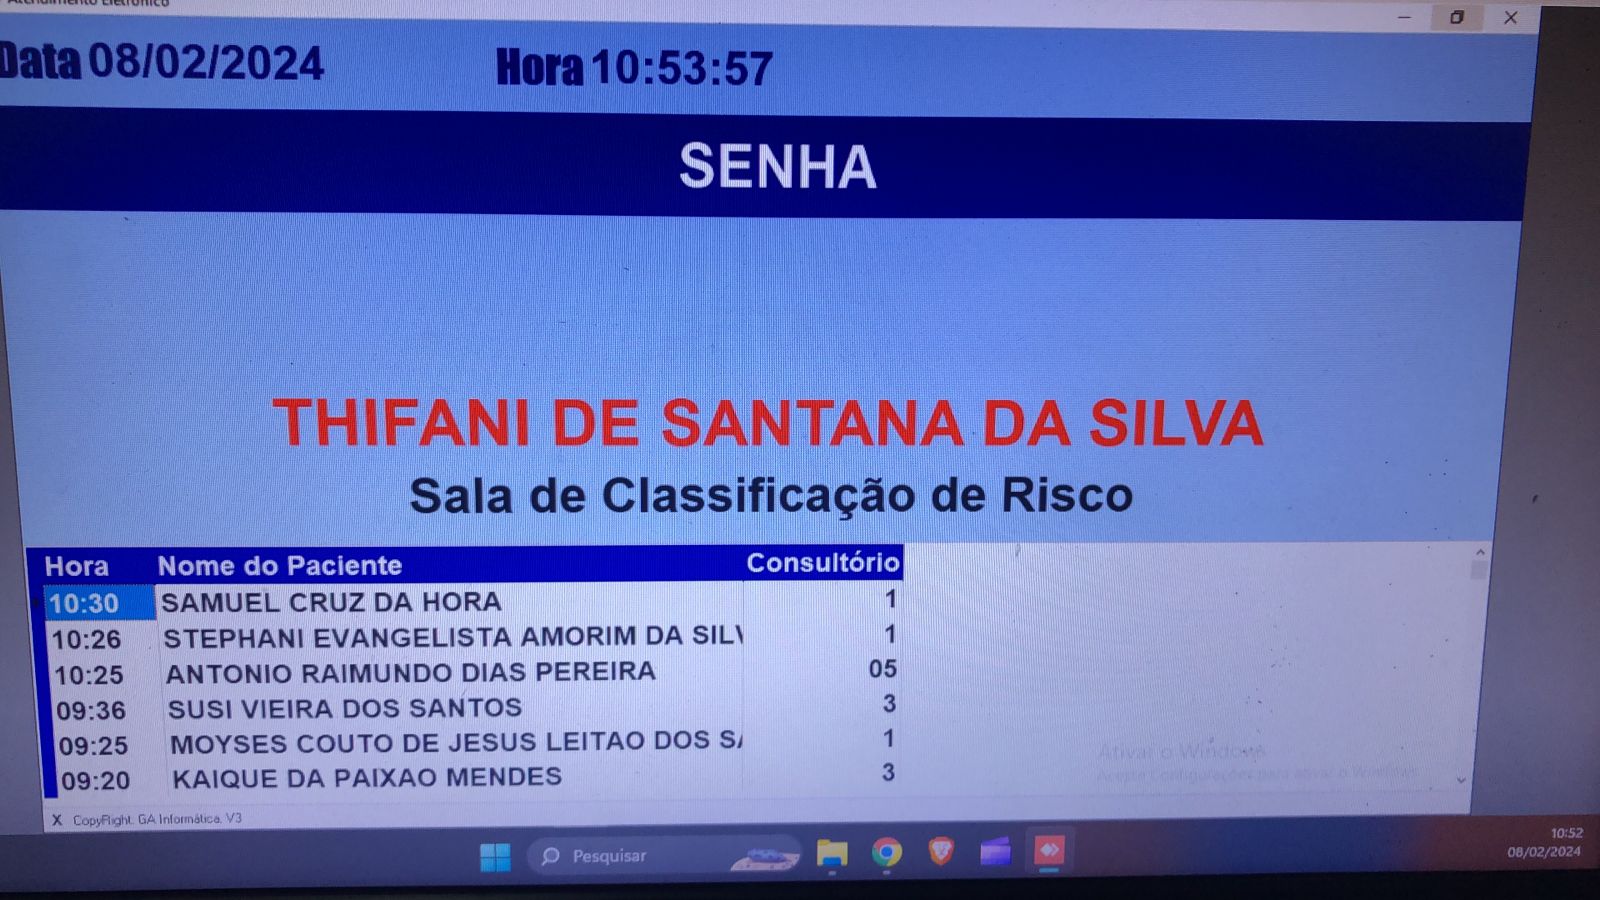 Atendimento Eletrônico
Data 08/02/2024 Hora 10:53:57
SENHA
THIFANI DE SANTANA DA SILVA
Sala de Classificação de Risco
Hora Nome do Paciente Consultório
10:30 SAMUEL CRUZ DA HORA 1
10:26 STEPHANI EVANGELISTA AMORIM DA SILV 1
10:25 ANTONIO RAIMUNDO DIAS PEREIRA 05
09:36 SUSI VIEIRA DOS SANTOS 3
09:25 MOYSES COUTO DE JESUS LEITAO DOS SA 1
09:20 KAIQUE DA PAIXAO MENDES 3
Ativar o Windows
Acesse Configurações para ativar o Windows.
X CopyRight. GA Informática. V3
Pesquisar
10:52
08/02/2024